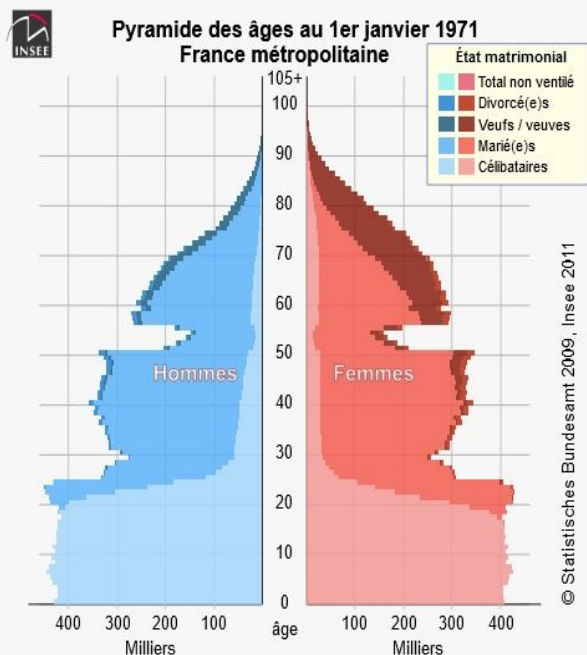 INSEE
Pyramide des âges au 1er janvier 1971
France métropolitaine
État matrimonial
Total non ventilé
Divorcé(e)s
Veufs / veuves
Marié(e)s
Célibataires
105+
100
90
80
70
60
50
40
30
20
10
0
Hommes
Femmes
400 300 200 100 âge 100 200 300 400
Milliers Milliers
© Statistisches Bundesamt 2009, Insee 2011